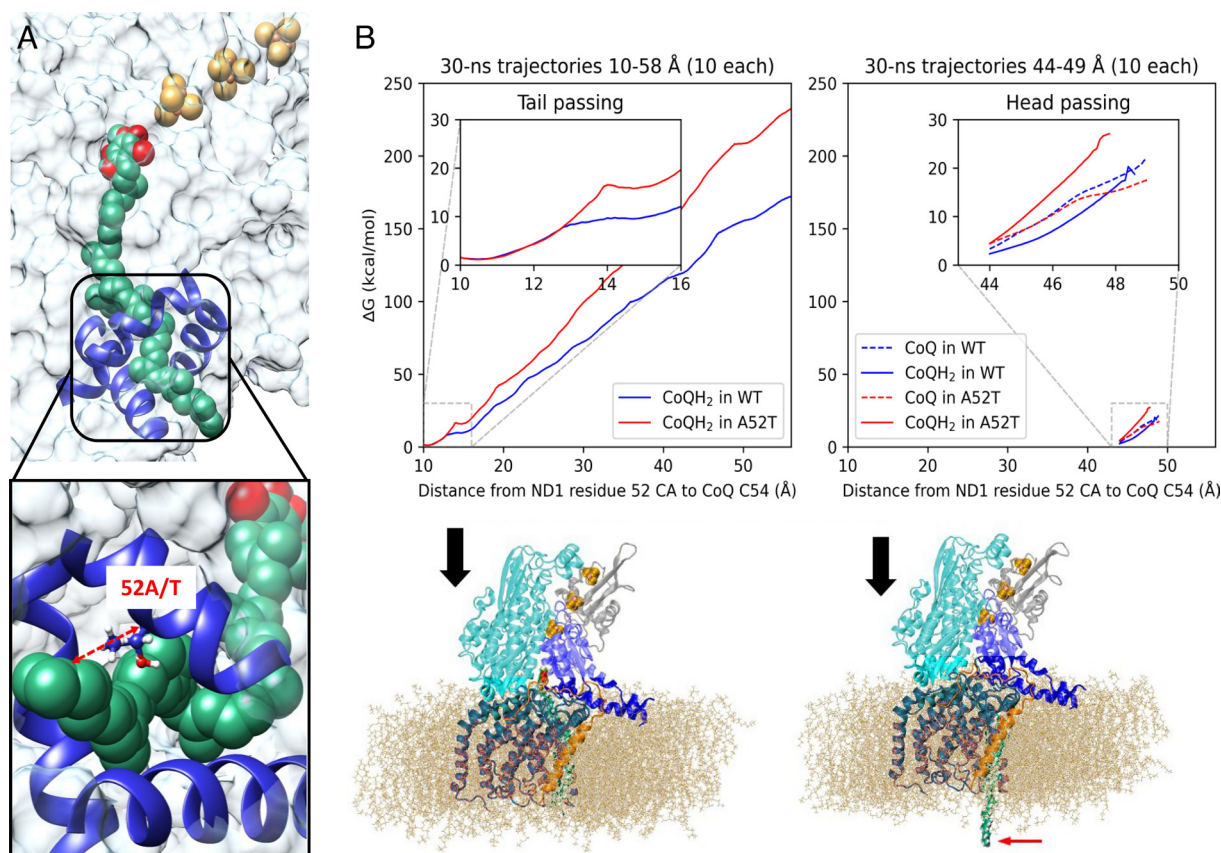 A
52A/T
B
30-ns trajectories 10-58 Å (10 each)
Tail passing
ΔG (kcal/mol)
250
200
150
100
50
0
30
20
10
0
10 12 14 16
CoQH₂ in WT
CoQH₂ in A52T
10 20 30 40 50
Distance from ND1 residue 52 CA to CoQ C54 (Å)
30-ns trajectories 44-49 Å (10 each)
Head passing
250
200
150
100
50
0
30
20
10
0
44 46 48 50
CoQ in WT
CoQH₂ in WT
CoQ in A52T
CoQH₂ in A52T
10 20 30 40 50
Distance from ND1 residue 52 CA to CoQ C54 (Å)